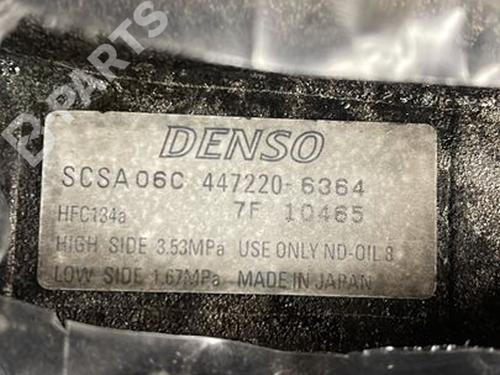 B-PARTS
DENSO
SCSA06C 447220-6364
HFC134a 7F 10465
HIGH SIDE 3.53MPa USE ONLY ND-OIL 8
LOW SIDE 1.67MPa MADE IN JAPAN